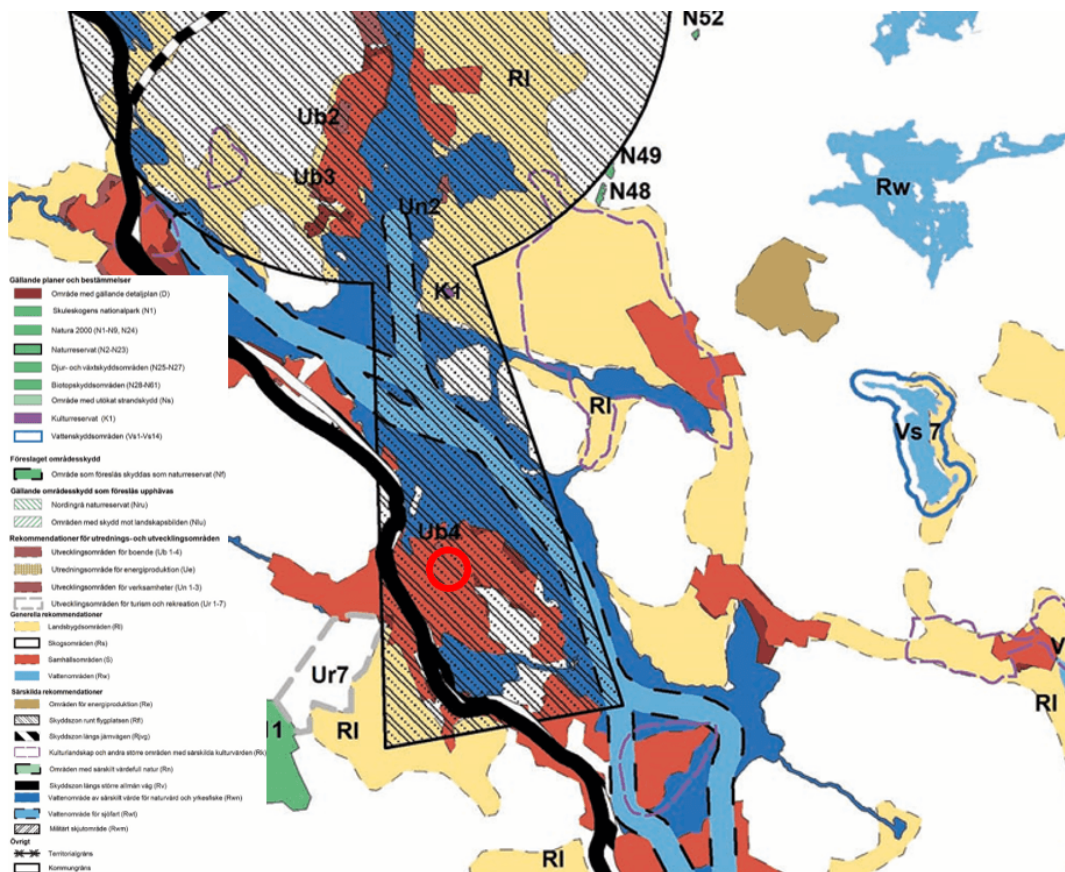 N52
Rl
Ub2
N49
Rw
Ub3
N48
Un2
K1
Gällande planer och bestämmelser
Område med gällande detaljplan (D)
Skuleskogens nationalpark (N1)
Natura 2000 (N1-N9, N24)
Naturreservat (N2-N23)
Djur- och växtskyddsområden (N25-N27)
Biotopskyddsområden (N28-N61)
Område med utökat strandskydd (Ns)
Kulturreservat (K1)
Vattenskyddsområden (Vs1-Vs14)
Föreslaget områdesskydd
Område som föreslås skyddas som naturreservat (Nf)
Gällande områdesskydd som föreslås upphävas
Nordingrå naturreservat (Nru)
Områden med skydd mot landskapsbilden (Nlu)
Rekommendationer för utrednings- och utvecklingsområden
Utvecklingsområden för boende (Ub 1-4)
Utredningsområde för energiproduktion (Ue)
Utvecklingsområden för verksamheter (Un 1-3)
Utvecklingsområden för turism och rekreation (Ur 1-7)
Generella rekommendationer
Landsbygdsområden (Rl)
Skogsområden (Rs)
Samhällsområden (S)
Vattenområden (Rw)
Särskilda rekommendationer
Områden för energiproduktion (Re)
Skyddszon runt flygplatsen (Rfl)
Skyddszon längs järnvägen (Rjvg)
Kulturlandskap och andra större områden med särskilda kulturvärden (Rk)
Områden med särskilt värdefull natur (Rn)
Skyddszon längs större allmän väg (Rv)
Vattenområde av särskilt värde för naturvård och yrkesfiske (Rwn)
Vattenområde för sjöfart (Rwt)
Militärt skjutområde (Rwm)
Övrigt
Territorialgräns
Kommungräns
Rl
Vs 7
Ub4
Ur7
V
Rl
Rl
11
Rl